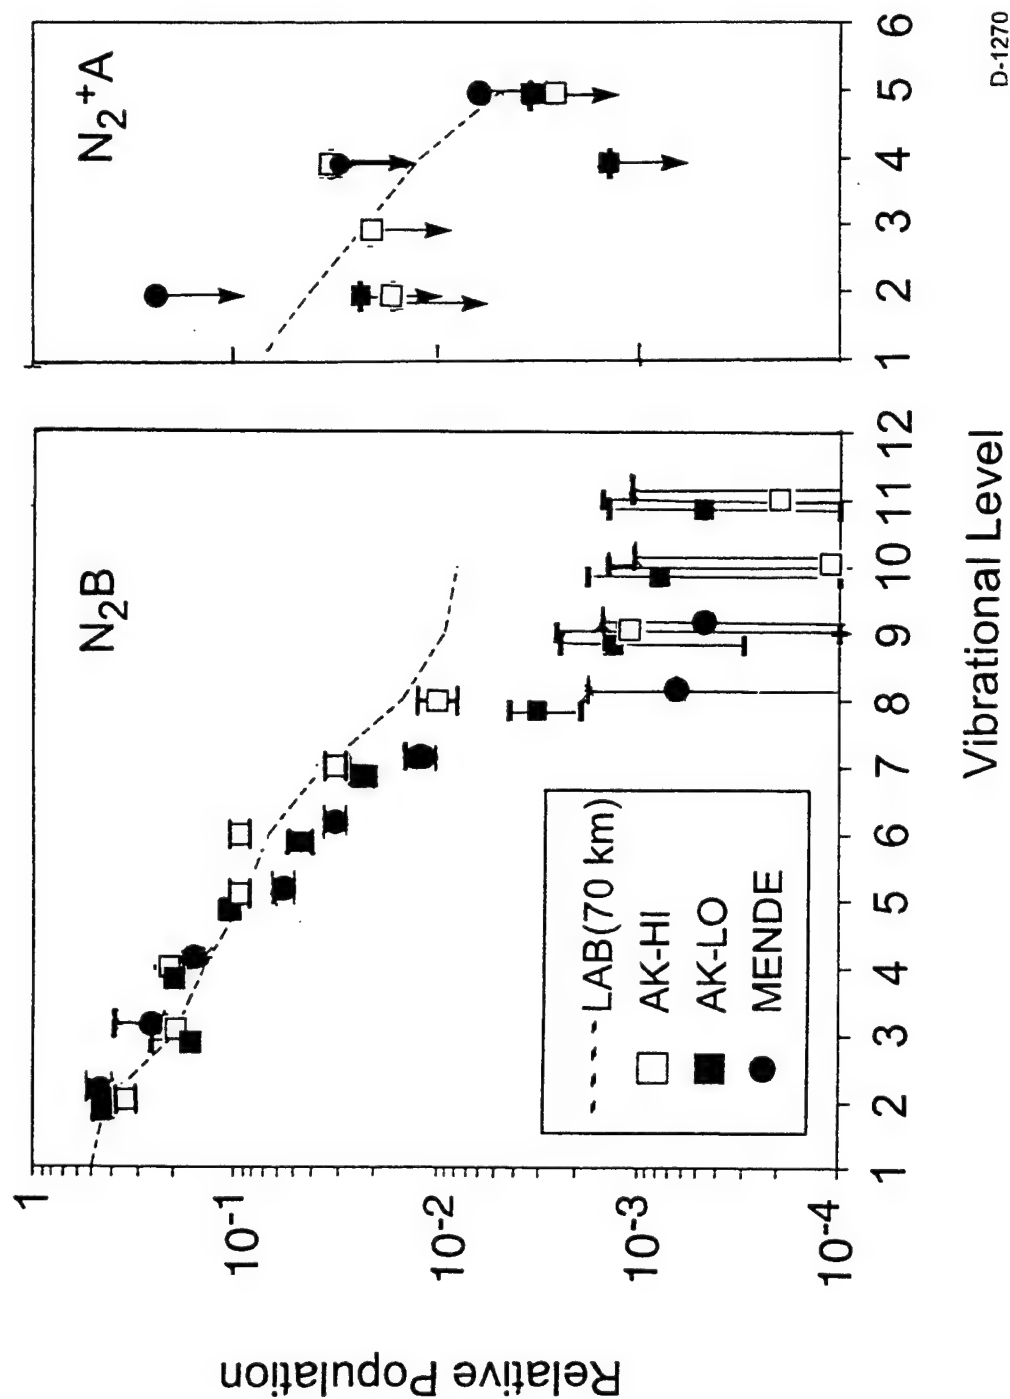 N₂B
N₂⁺A
Relative Population
1
10⁻¹
10⁻²
10⁻³
10⁻⁴
LAB(70 km)
AK-HI
AK-LO
MENDE
1 2 3 4 5 6 7 8 9 10 11 12
1 2 3 4 5 6
Vibrational Level
D-1270